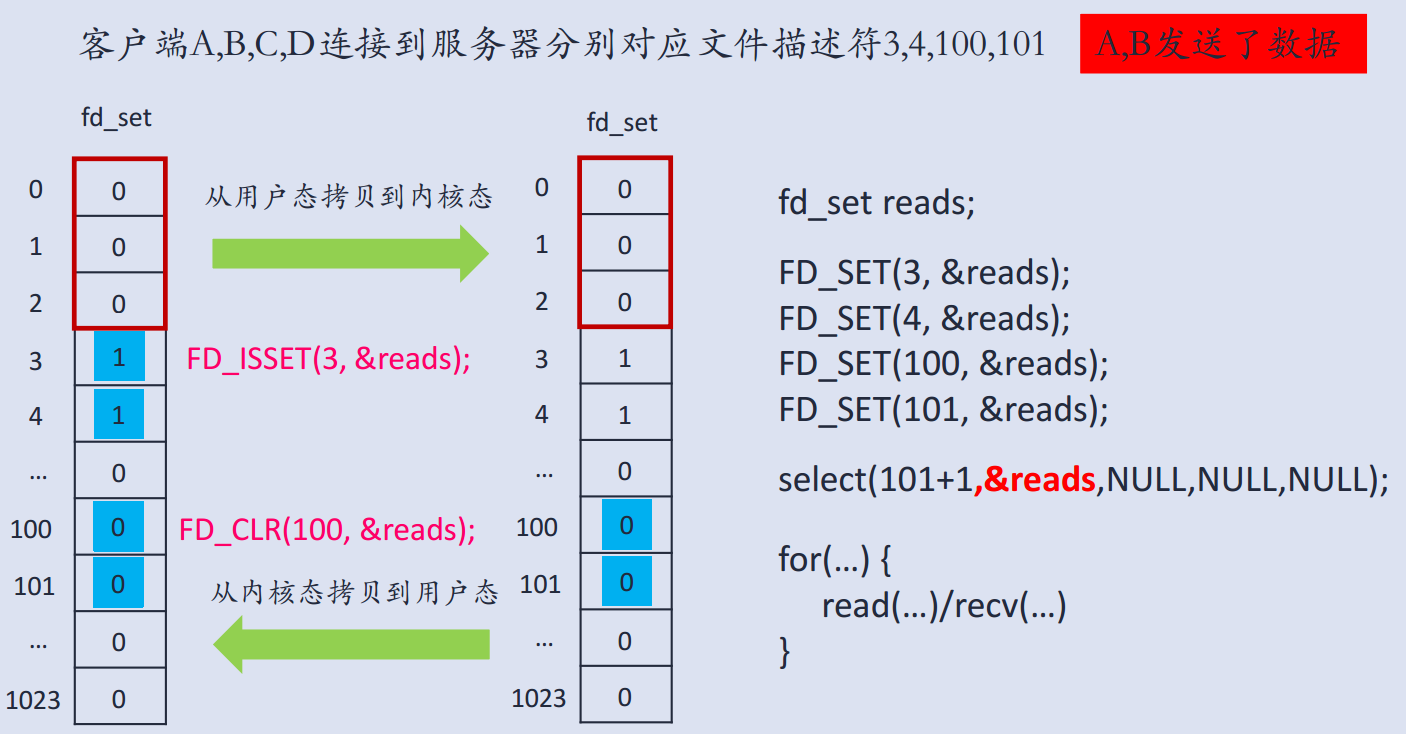 客户端A,B,C,D连接到服务器分别对应文件描述符3,4,100,101
A,B发送了数据
fd_set
0 0
1 0
2 0
3 1
4 1
... 0
100 0
101 0
... 0
1023 0
从用户态拷贝到内核态
FD_ISSET(3, &reads);
FD_CLR(100, &reads);
从内核态拷贝到用户态
fd_set
0 0
1 0
2 0
3 1
4 1
... 0
100 0
101 0
... 0
1023 0
fd_set reads;
FD_SET(3, &reads);
FD_SET(4, &reads);
FD_SET(100, &reads);
FD_SET(101, &reads);
select(101+1,&reads,NULL,NULL,NULL);
for(…) {
read(…)/recv(…)
}